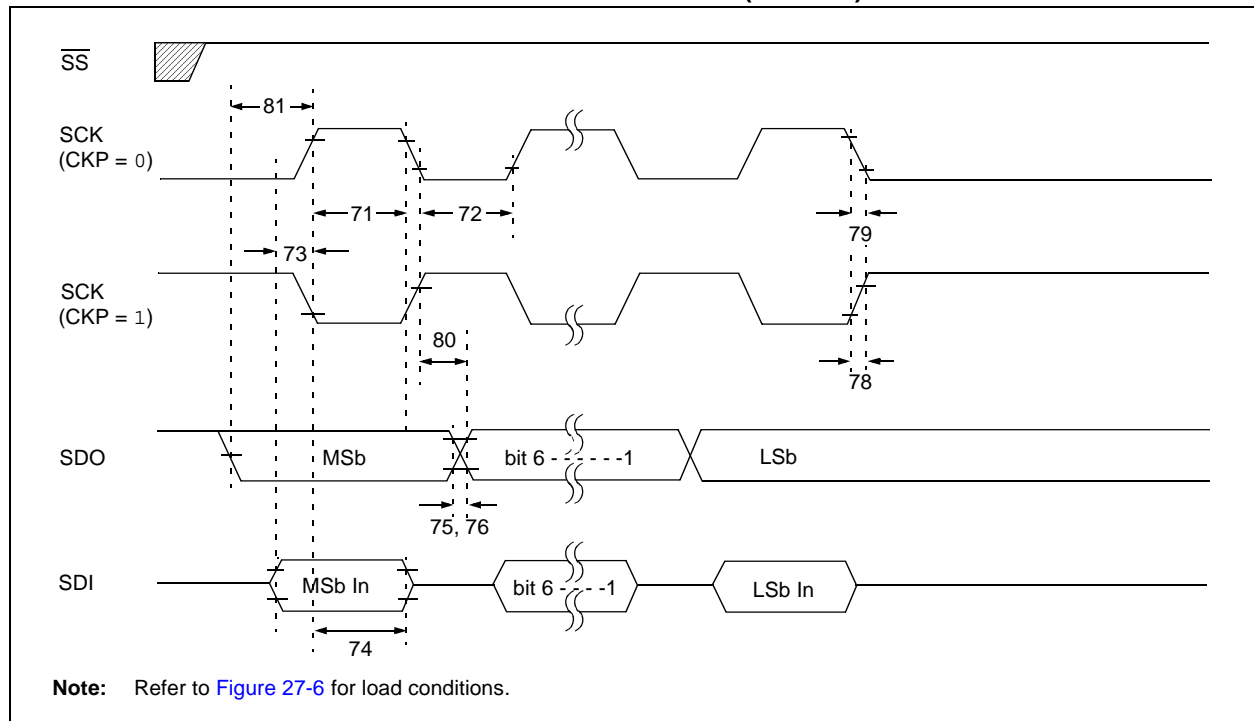 SS
81
SCK
(CKP = 0)
71
72
79
73
SCK
(CKP = 1)
80
78
SDO
MSb
bit 6 - - - - - -1
LSb
75, 76
SDI
MSb In
bit 6 - - - -1
LSb In
74
Note: Refer to Figure 27-6 for load conditions.